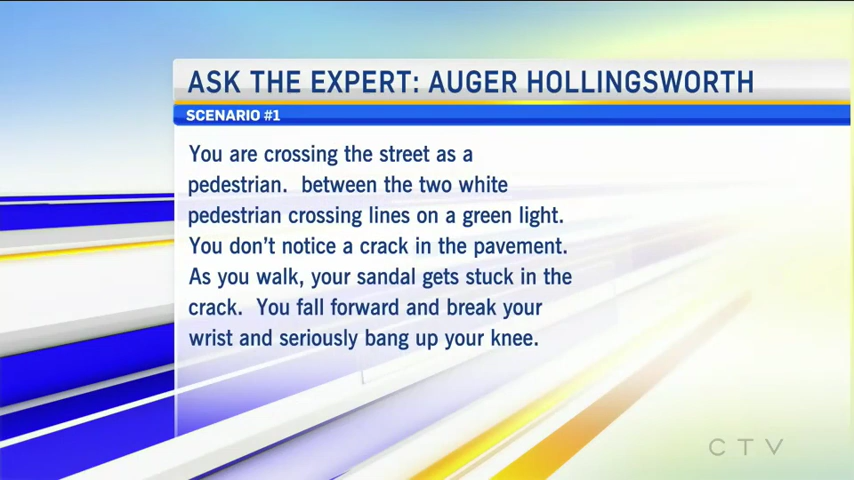 ASK THE EXPERT: AUGER HOLLINGSWORTH
SCENARIO #1
You are crossing the street as a
pedestrian.  between the two white
pedestrian crossing lines on a green light.
You don't notice a crack in the pavement.
As you walk, your sandal gets stuck in the
crack.  You fall forward and break your
wrist and seriously bang up your knee.
CTV